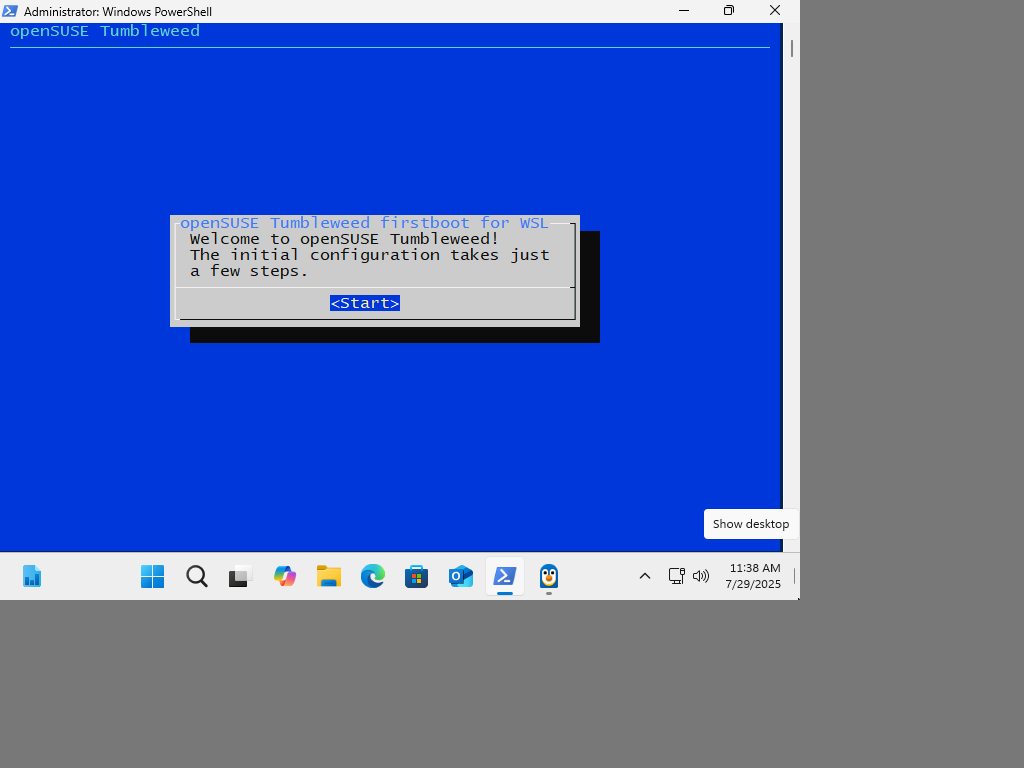 Administrator: Windows PowerShell
openSUSE Tumbleweed
openSUSE Tumbleweed firstboot for WSL
Welcome to openSUSE Tumbleweed!
The initial configuration takes just
a few steps.
<Start>
Show desktop
11:38 AM
7/29/2025